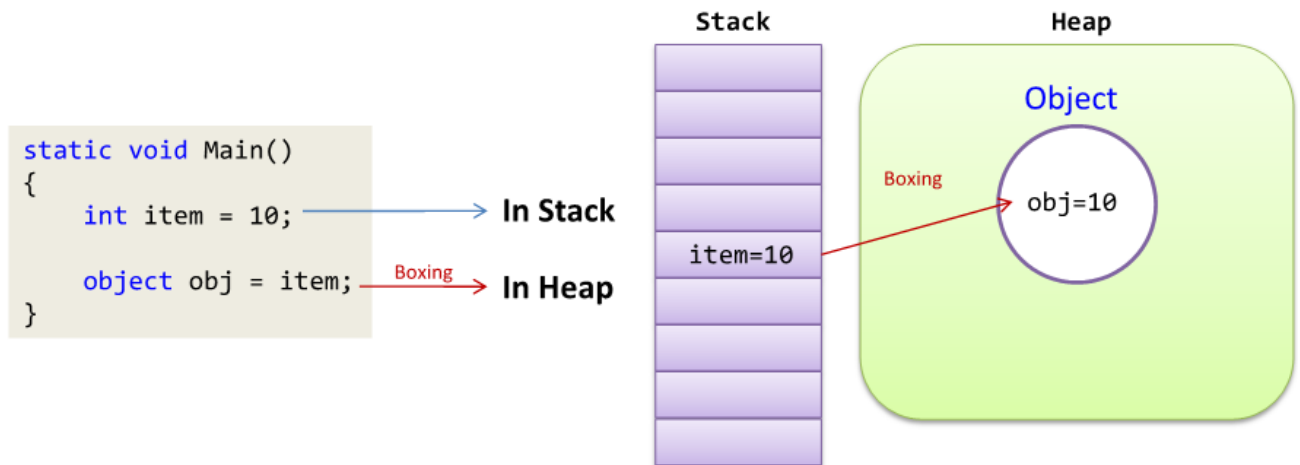 static void Main()
{
    int item = 10;
    object obj = item;
}
Boxing
In Stack
In Heap
Stack
item=10
Boxing
Heap
Object
obj=10